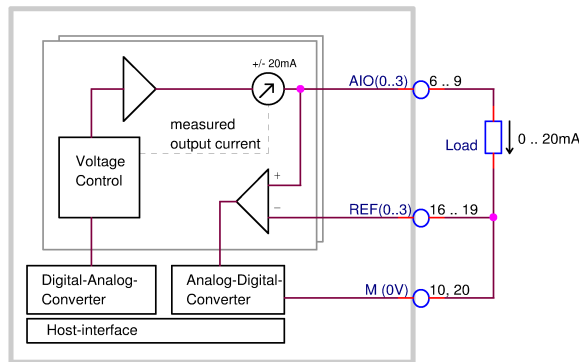 +/- 20mA
AIO(0..3)
6 .. 9
measured
output current
Load
0 .. 20mA
Voltage
Control
+
−
REF(0..3)
16 .. 19
Digital-Analog-
Converter
Analog-Digital-
Converter
M (0V)
10, 20
Host-interface